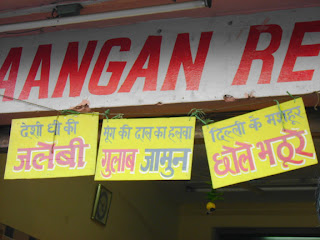 AANGAN RE
देशी घी की
जलेबी
मूंग की दाल का हलवा
गुलाब जामुन
दिल्ली के मशहूर
छोले भठूरे